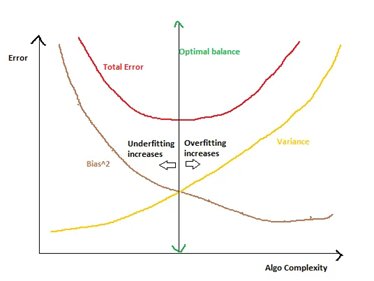 Optimal balance
Error
Total Error
Underfitting
increases
Overfitting
increases
Variance
Bias^2
Algo Complexity